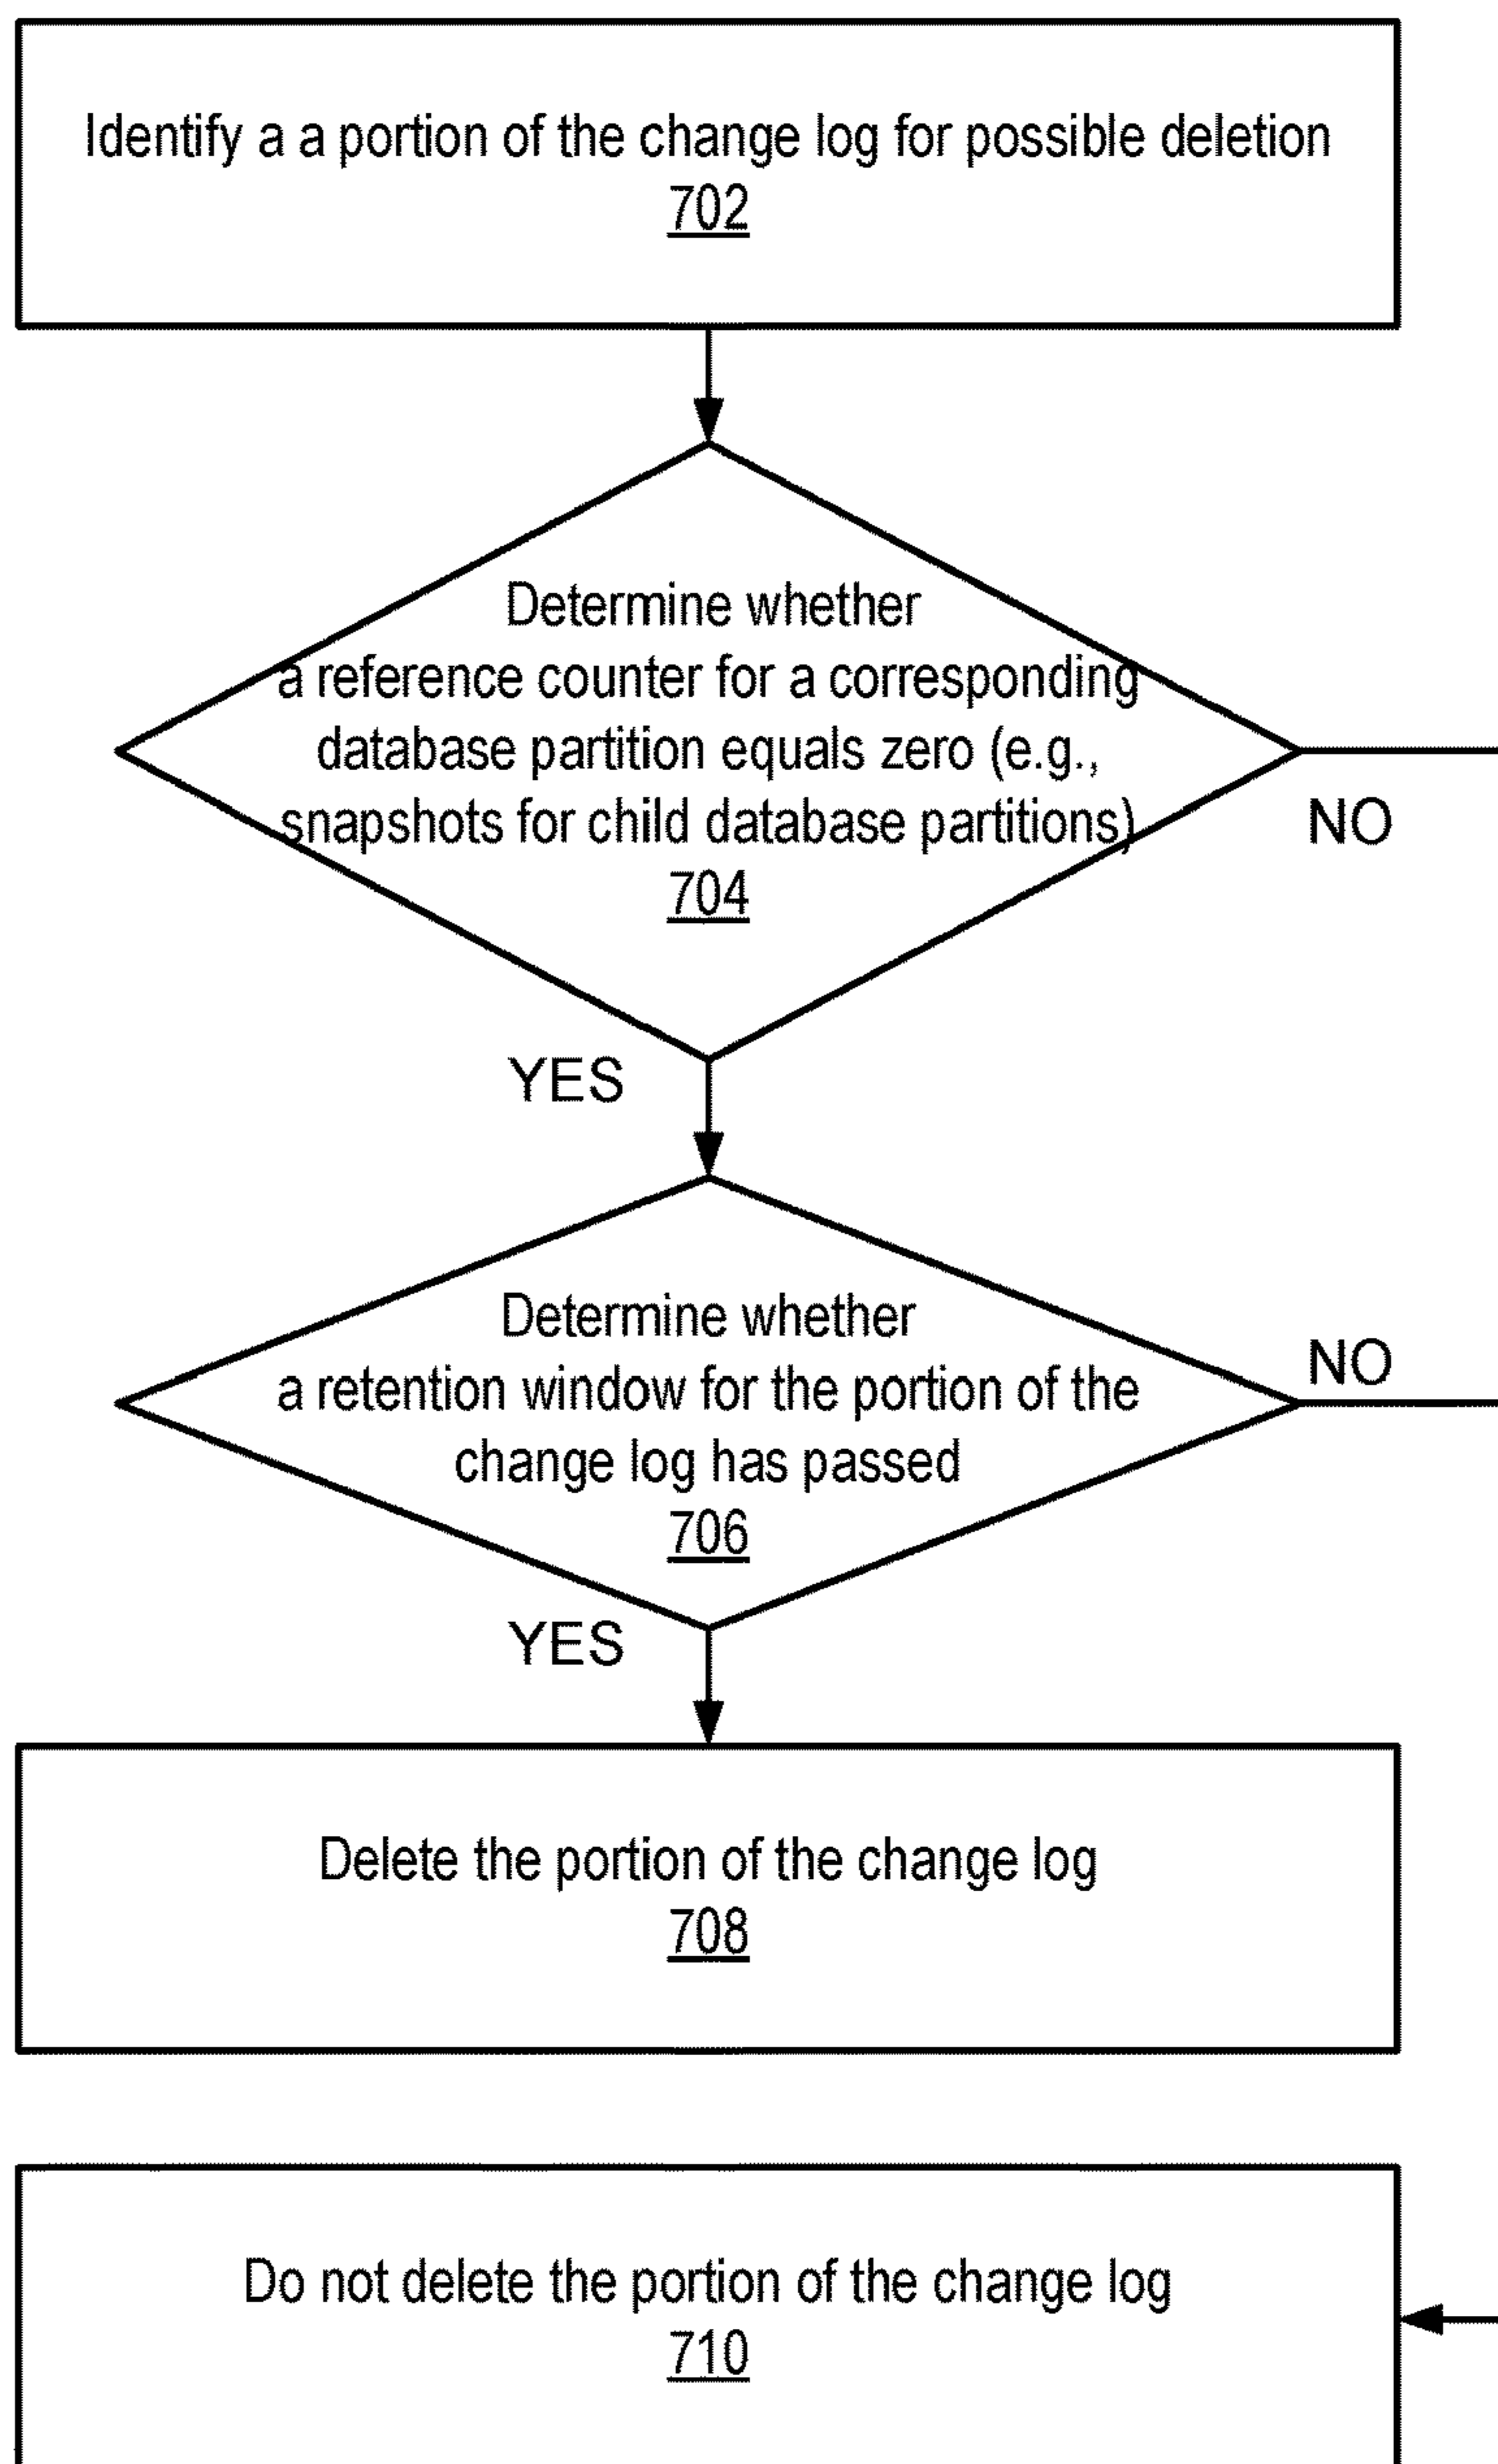 Identify a a portion of the change log for possible deletion
702
Determine whether
a reference counter for a corresponding
database partition equals zero (e.g.,
snapshots for child database partitions)
704
NO
YES
Determine whether
a retention window for the portion of the
change log has passed
706
NO
YES
Delete the portion of the change log
708
Do not delete the portion of the change log
710